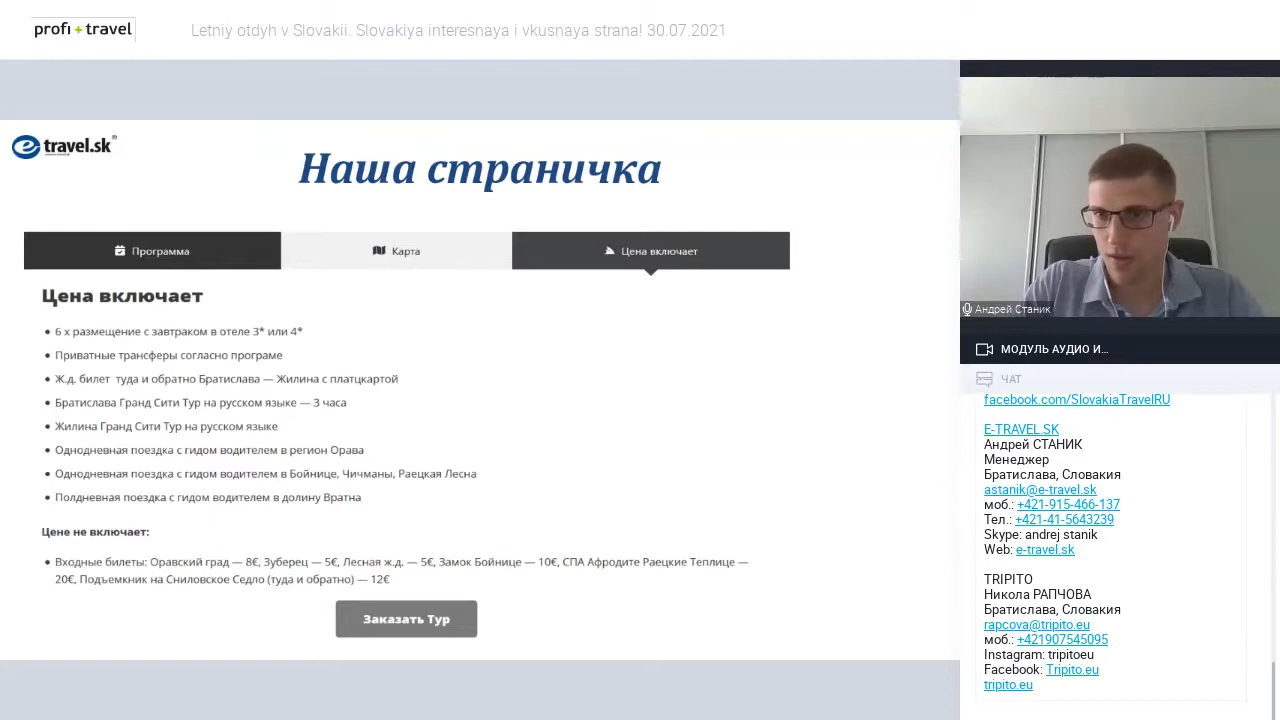 profi + travel
Letniy otdyh v Slovakii. Slovakiya interesnaya i vkusnaya strana! 30.07.2021
e travel.sk®
Наша страничка
Программа
Карта
Цена включает
Цена включает
• 6 x размещение с завтраком в отеле 3* или 4*
• Приватные трансферы согласно програме
• Ж.д. билет туда и обратно Братислава — Жилина с платцкартой
• Братислава Гранд Сити Тур на русском языке — 3 часа
• Жилина Гранд Сити Тур на русском языке
• Однодневная поездка с гидом водителем в регион Орава
• Однодневная поездка с гидом водителем в Бойнице, Чичманы, Раецкая Лесна
• Полдневная поездка с гидом водителем в долину Вратна
Цене не включает:
• Входные билеты: Оравский град — 8€, Зуберец — 5€, Лесная ж.д. — 5€, Замок Бойнице — 10€, СПА Афродите Раецкие Теплице —
20€, Подъемкник на Сниловское Седло (туда и обратно) — 12€
Заказать Тур
Андрей Станик
МОДУЛЬ АУДИО И...
ЧАТ
facebook.com/SlovakiaTravelRU
E-TRAVEL.SK
Андрей СТАНИК
Менеджер
Братислава, Словакия
astanik@e-travel.sk
моб.: +421-915-466-137
Тел.: +421-41-5643239
Skype: andrej stanik
Web: e-travel.sk
TRIPITO
Никола РАПЧОВА
Братислава, Словакия
rapcova@tripito.eu
моб.: +421907545095
Instagram: tripitoeu
Facebook: Tripito.eu
tripito.eu